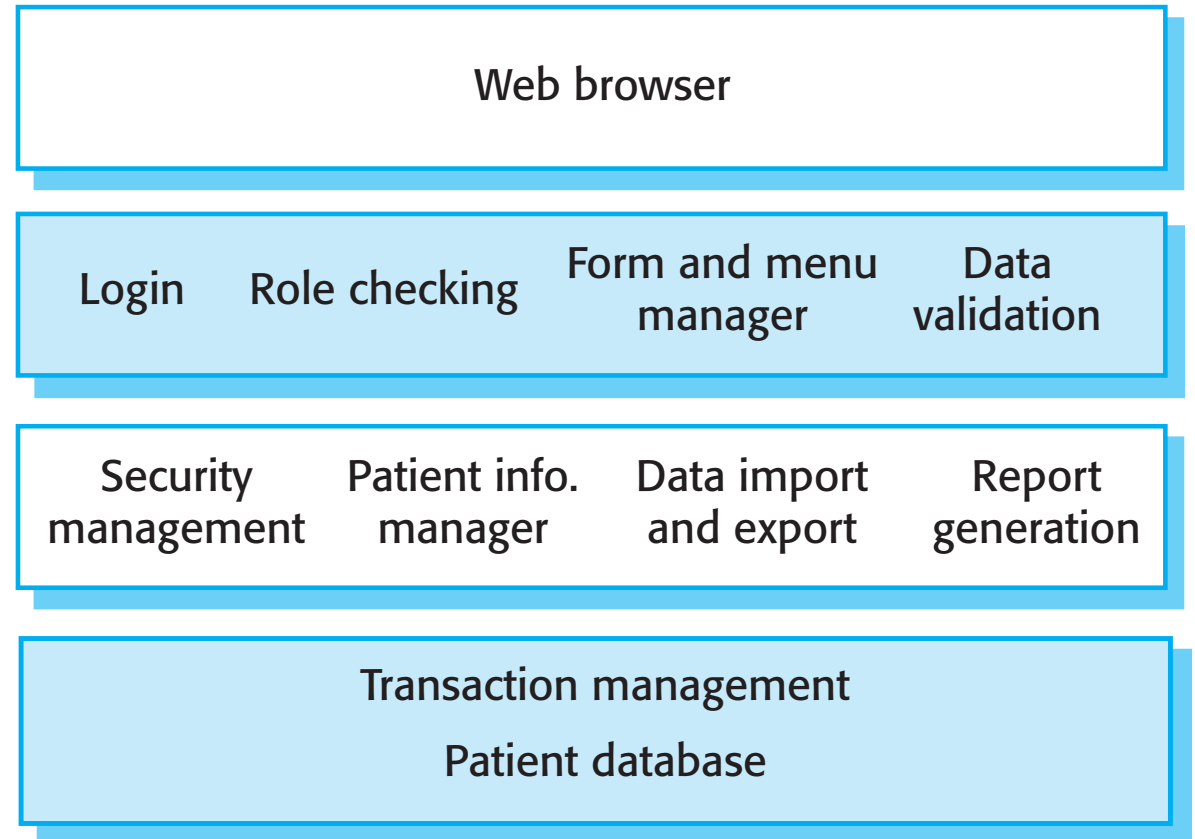 Web browser
Login
Role checking
Form and menu
manager
Data
validation
Security
management
Patient info.
manager
Data import
and export
Report
generation
Transaction management
Patient database